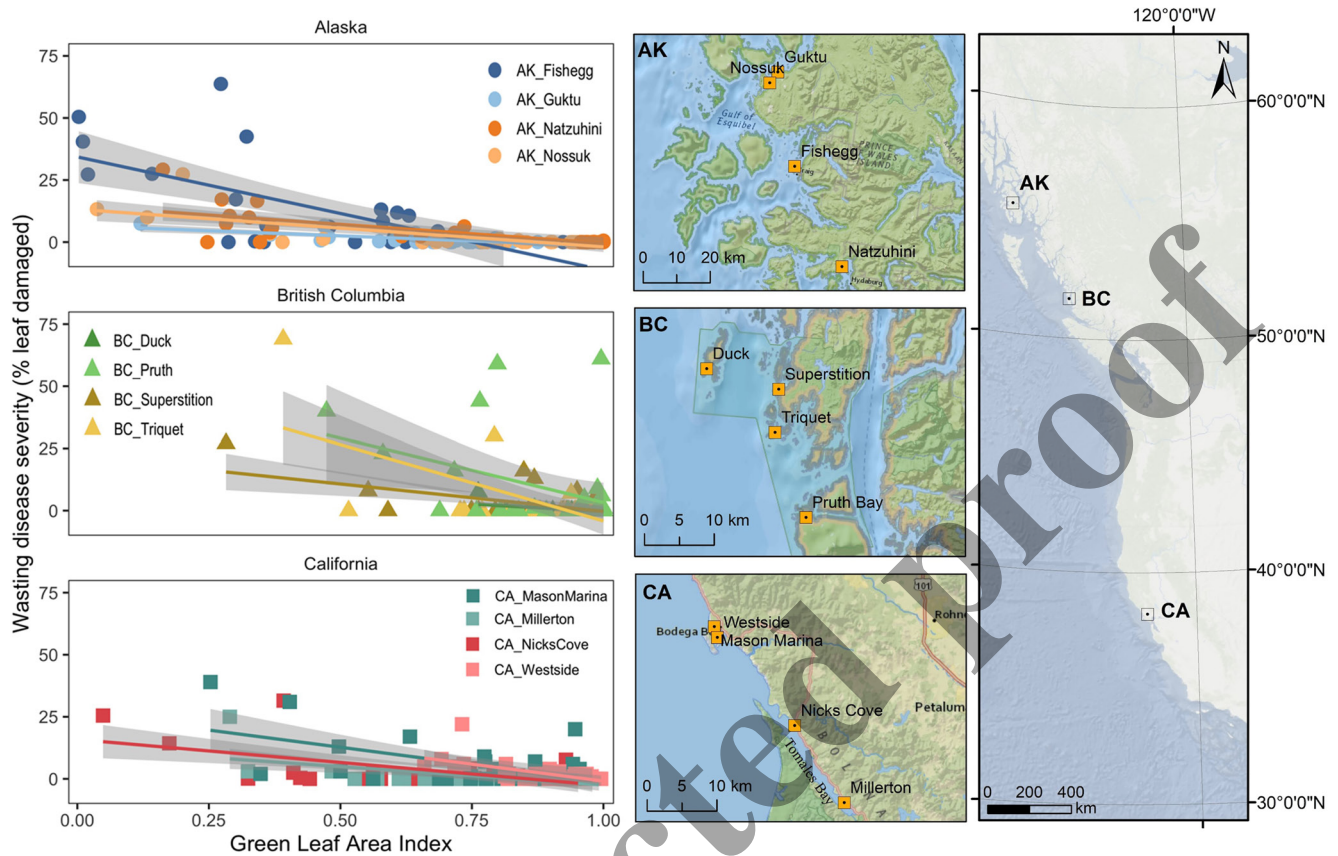 Wasting disease severity (% leaf damaged)
Alaska
75
50
25
0
AK_Fishegg
AK_Guktu
AK_Natzuhini
AK_Nossuk
British Columbia
75
50
25
0
BC_Duck
BC_Pruth
BC_Superstition
BC_Triquet
California
75
50
25
0
CA_MasonMarina
CA_Millerton
CA_NicksCove
CA_Westside
0.00 0.25 0.50 0.75 1.00
Green Leaf Area Index
AK
Guktu
Nossuk
Gulf of
Esquibel
PRINCE
WALES
ISLAND
Fishegg
Natzuhini
Hydaburg
0 10 20 km
BC
Duck
Superstition
Triquet
Pruth Bay
0 5 10 km
CA
101
Westside
Bodega B
Mason Marina
Rohne
Nicks Cove
Petalum
Tomales Bay
Millerton
0 5 10 km
120°0'0"W
N
60°0'0"N
AK
BC
50°0'0"N
40°0'0"N
CA
0 200 400
km
30°0'0"N
cted proof